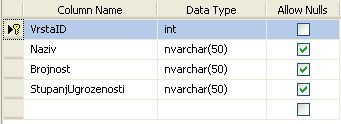 Column Name Data Type Allow Nulls
VrstaID int
Naziv nvarchar(50)
Brojnost nvarchar(50)
StupanjUgrozenosti nvarchar(50)